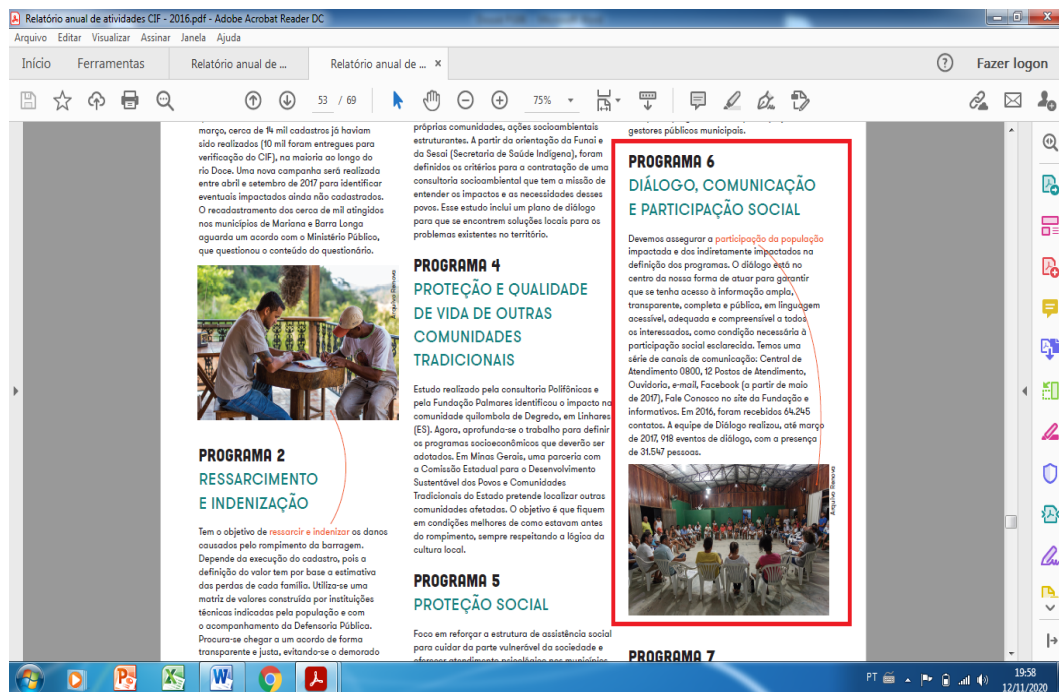 Relatório anual de atividades CIF - 2016.pdf - Adobe Acrobat Reader DC
Arquivo Editar Visualizar Assinar Janela Ajuda
Início Ferramentas Relatório anual de ... Relatório anual de ... × Fazer logon
53 / 69 75%
março, cerca de 14 mil cadastros já haviam
sido realizados (10 mil foram entregues para
verificação do CIF), na maioria ao longo do
rio Doce. Uma nova campanha será realizada
entre abril e setembro de 2017 para identificar
eventuais impactados ainda não cadastrados.
O recadastramento dos cerca de mil atingidos
nos municípios de Mariana e Barra Longa
aguarda um acordo com o Ministério Público,
que questionou o conteúdo do questionário.
Arquivo Renova
PROGRAMA 2
RESSARCIMENTO
E INDENIZAÇÃO
Tem o objetivo de ressarcir e indenizar os danos
causados pelo rompimento da barragem.
Depende da execução do cadastro, pois a
definição do valor tem por base a estimativa
das perdas de cada família. Utiliza-se uma
matriz de valores construída por instituições
técnicas indicadas pela população e com
o acompanhamento da Defensoria Pública.
Procura-se chegar a um acordo de forma
transparente e justa, evitando-se o demorado
próprias comunidades, ações socioambientais
estruturantes. A partir da orientação da Funai e
da Sesai (Secretaria de Saúde Indígena), foram
definidos os critérios para a contratação de uma
consultoria socioambiental que tem a missão de
entender os impactos e as necessidades desses
povos. Esse estudo inclui um plano de diálogo
para que se encontrem soluções locais para os
problemas existentes no território.
PROGRAMA 4
PROTEÇÃO E QUALIDADE
DE VIDA DE OUTRAS
COMUNIDADES
TRADICIONAIS
Estudo realizado pela consultoria Polifônicas e
pela Fundação Palmares identificou o impacto na
comunidade quilombola de Degredo, em Linhares
(ES). Agora, aprofunda-se o trabalho para definir
os programas socioeconômicos que deverão ser
adotados. Em Minas Gerais, uma parceria com
a Comissão Estadual para o Desenvolvimento
Sustentável dos Povos e Comunidades
Tradicionais do Estado pretende localizar outras
comunidades afetadas. O objetivo é que fiquem
em condições melhores de como estavam antes
do rompimento, sempre respeitando a lógica da
cultura local.
PROGRAMA 5
PROTEÇÃO SOCIAL
Foco em reforçar a estrutura de assistência social
para cuidar da parte vulnerável da sociedade e
oferecer atendimento psicológico nos municípios
gestores públicos municipais.
PROGRAMA 6
DIÁLOGO, COMUNICAÇÃO
E PARTICIPAÇÃO SOCIAL
Devemos assegurar a participação da população
impactada e dos indiretamente impactados na
definição dos programas. O diálogo está no
centro da nossa forma de atuar para garantir
que se tenha acesso à informação ampla,
transparente, completa e pública, em linguagem
acessível, adequada e compreensível a todos
os interessados, como condição necessária à
participação social esclarecida. Temos uma
série de canais de comunicação: Central de
Atendimento 0800, 12 Postos de Atendimento,
Ouvidoria, e-mail, Facebook (a partir de maio
de 2017), Fale Conosco no site da Fundação e
informativos. Em 2016, foram recebidos 64.245
contatos. A equipe de Diálogo realizou, até março
de 2017, 918 eventos de diálogo, com a presença
de 31.547 pessoas.
Arquivo Renova
PROGRAMA 7
PT 19:58
12/11/2020